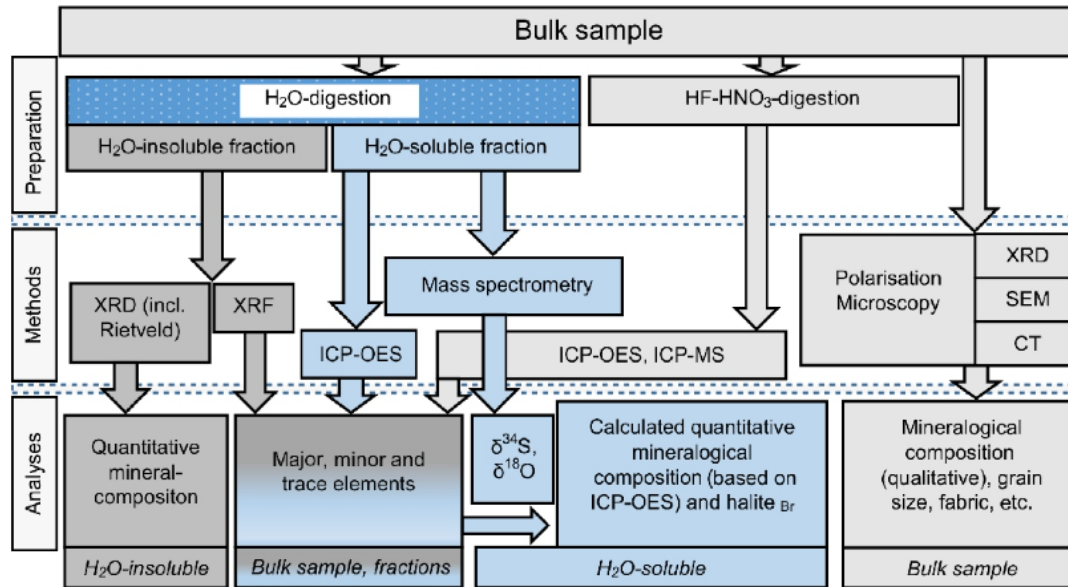 Bulk sample
Preparation
H₂O-digestion
HF-HNO₃-digestion
H₂O-insoluble fraction
H₂O-soluble fraction
Methods
XRD (incl.
Rietveld)
XRF
ICP-OES
Mass spectrometry
ICP-OES, ICP-MS
Polarisation
Microscopy
XRD
SEM
CT
Analyses
Quantitative
mineral-
compositon
Major, minor and
trace elements
δ³⁴S,
δ¹⁸O
Calculated quantitative
mineralogical
composition (based on
ICP-OES) and halite Br
Mineralogical
composition
(qualitative), grain
size, fabric, etc.
H₂O-insoluble
Bulk sample, fractions
H₂O-soluble
Bulk sample